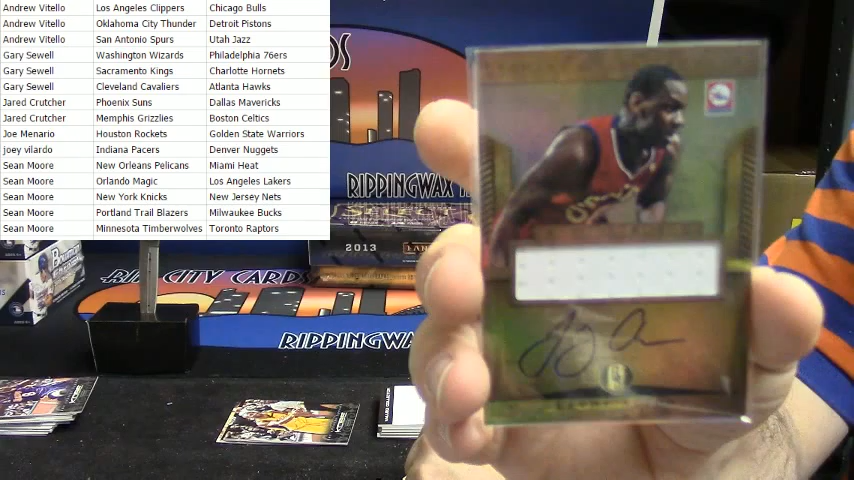 Andrew Vitello Los Angeles Clippers Chicago Bulls
Andrew Vitello Oklahoma City Thunder Detroit Pistons
Andrew Vitello San Antonio Spurs Utah Jazz
Gary Sewell Washington Wizards Philadelphia 76ers
Gary Sewell Sacramento Kings Charlotte Hornets
Gary Sewell Cleveland Cavaliers Atlanta Hawks
Jared Crutcher Phoenix Suns Dallas Mavericks
Jared Crutcher Memphis Grizzlies Boston Celtics
Joe Menario Houston Rockets Golden State Warriors
joey vilardo Indiana Pacers Denver Nuggets
Sean Moore New Orleans Pelicans Miami Heat
Sean Moore Orlando Magic Los Angeles Lakers
Sean Moore New York Knicks New Jersey Nets
Sean Moore Portland Trail Blazers Milwaukee Bucks
Sean Moore Minnesota Timberwolves Toronto Raptors
RIPPINGWAX
2013
RIP CITY CARDS
RIPPINGWA